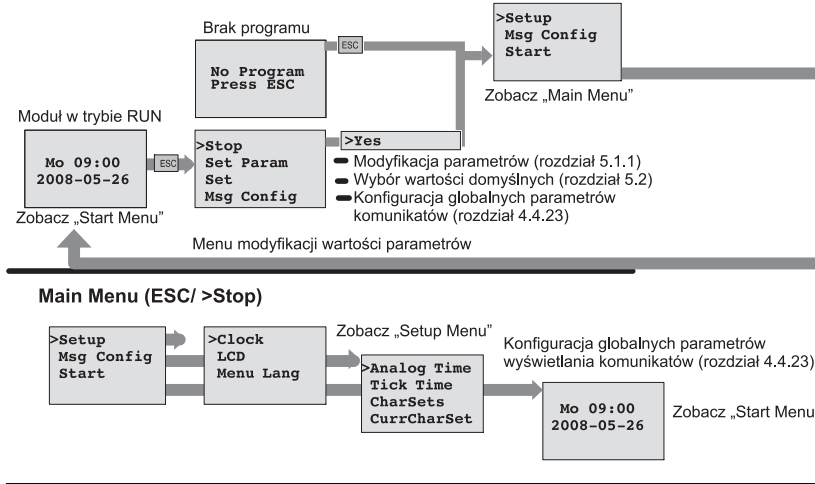 Brak programu
ESC
No Program
Press ESC
>Setup
Msg Config
Start
Zobacz „Main Menu”
Moduł w trybie RUN
Mo 09:00
2008-05-26
ESC
>Stop
Set Param
Set
Msg Config
>Yes
Modyfikacja parametrów (rozdział 5.1.1)
Wybór wartości domyślnych (rozdział 5.2)
Konfiguracja globalnych parametrów
komunikatów (rozdział 4.4.23)
Zobacz „Start Menu”
Menu modyfikacji wartości parametrów
Main Menu (ESC/ >Stop)
>Setup
Msg Config
Start
>Clock
LCD
Menu Lang
Zobacz „Setup Menu”
>Analog Time
Tick Time
CharSets
CurrCharSet
Konfiguracja globalnych parametrów
wyświetlania komunikatów (rozdział 4.4.23)
Mo 09:00
2008-05-26
Zobacz „Start Menu